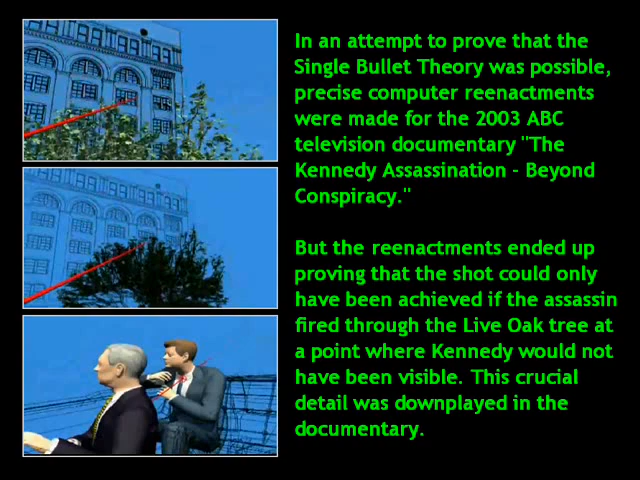 In an attempt to prove that the
Single Bullet Theory was possible,
precise computer reenactments
were made for the 2003 ABC
television documentary "The
Kennedy Assassination - Beyond
Conspiracy."
But the reenactments ended up
proving that the shot could only
have been achieved if the assassin
fired through the Live Oak tree at
a point where Kennedy would not
have been visible. This crucial
detail was downplayed in the
documentary.